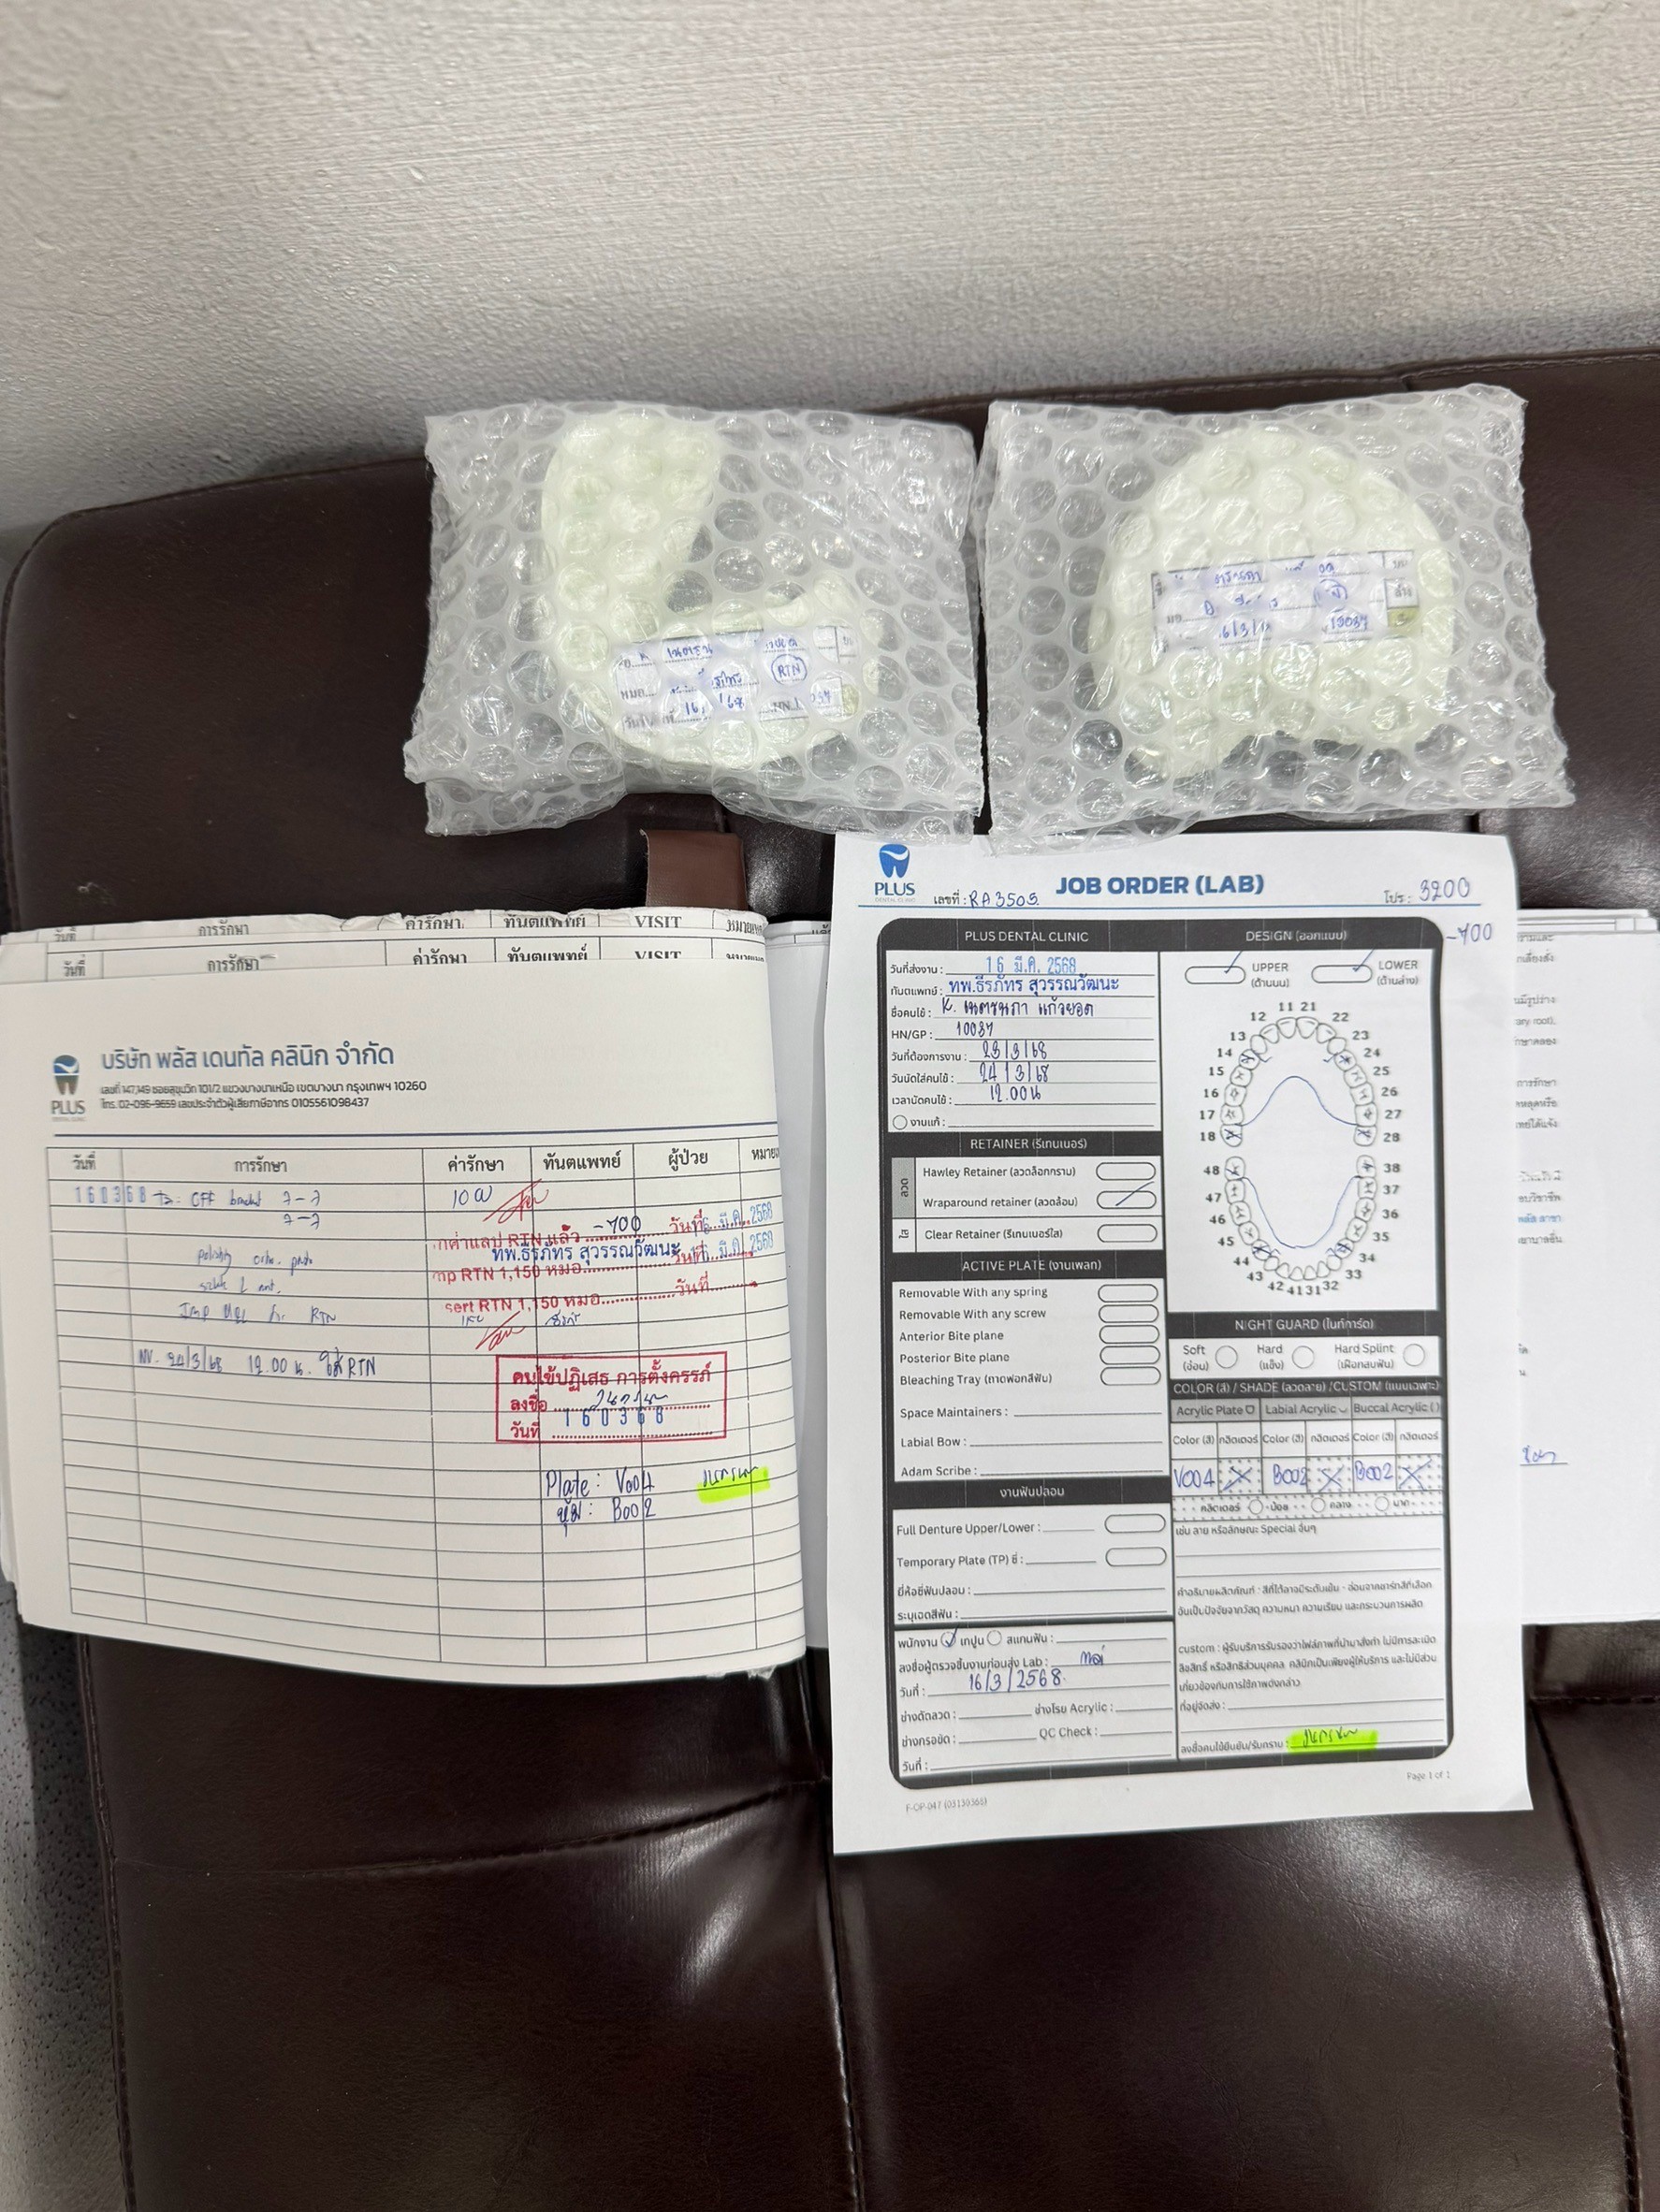 RTN
16/3/
10037
วันที่ การรักษา ค่ารักษา ทันตแพทย์ VISIT
วันที่ การรักษา ค่ารักษา ทันตแพทย์ VISIT
PLUS
DENTAL CLINIC
บริษัท พลัส เดนทัล คลินิก จำกัด
เลขที่ 147,149 ซอยสุขุมวิท 101/2 แขวงบางนาเหนือ เขตบางนา กรุงเทพฯ 10260
โทร. 02-096-9659 เลขประจำตัวผู้เสียภาษีอากร 0105561098437
วันที่ การรักษา ค่ารักษา ทันตแพทย์ ผู้ป่วย
160368 OFF bracket 7-7
7-7
-700 วันที่ 16 มี.ค. 2568
ค่าแลป RTN แล้ว
ทพ.ธีรภัทร สุวรรณวัฒนะ วันที่ 16 มี.ค. 2568
mp RTN 1,150 หมอ
วันที่
sert RTN 1,150 หมอ
RTN
NV. 24/3/68 12.00 น. ใส่ RTN
คนไข้ปฏิเสธ การตั้งครรภ์
ลงชื่อ
วันที่ 160368
Plate : V004
หุ้ม : B002
PLUS
DENTAL CLINIC
เลขที่ : RA3505
JOB ORDER (LAB)
โปร : 3200
-700
PLUS DENTAL CLINIC
วันที่ส่งงาน : 16 มี.ค. 2568
ทันตแพทย์ : ทพ.ธีรภัทร สุวรรณวัฒนะ
ชื่อคนไข้ : K. เนตรนภา แก้วยอด
HN/GP : 10037
วันที่ต้องการงาน : 23/3/68
วันนัดใส่คนไข้ : 24/3/68
เวลานัดคนไข้ : 12.00น
งานแก้ :
RETAINER (รีเทนเนอร์)
ลวด
Hawley Retainer (ลวดล็อกกราม)
Wraparound retainer (ลวดล้อม)
ใส
Clear Retainer (รีเทนเนอร์ใส)
ACTIVE PLATE (งานเพลท)
Removable With any spring
Removable With any screw
Anterior Bite plane
Posterior Bite plane
Bleaching Tray (ถาดฟอกสีฟัน)
Space Maintainers :
Labial Bow :
Adam Scribe :
งานฟันปลอม
Full Denture Upper/Lower :
Temporary Plate (TP) ซี่ :
ยี่ห้อซี่ฟันปลอม :
ระบุเฉดสีฟัน :
พนักงาน เทปูน สแกนฟัน :
ลงชื่อผู้ตรวจชิ้นงานก่อนส่ง Lab :
วันที่ : 16/3/2568
ช่างดัดลวด : ช่างโรย Acrylic :
ช่างกรอขัด : QC Check :
วันที่ :
DESIGN (ออกแบบ)
UPPER
(ด้านบน)
LOWER
(ด้านล่าง)
11 21
12 22
13 23
14 24
15 25
16 26
17 27
18 28
48 38
47 37
46 36
45 35
44 34
43 33
42 41 31 32
NIGHT GUARD (ไนท์การ์ด)
Soft
(อ่อน)
Hard
(แข็ง)
Hard Splint
(เฝือกสบฟัน)
COLOR (สี) / SHADE (ลวดลาย) /CUSTOM (แบบเฉพาะ)
Acrylic Plate Labial Acrylic Buccal Acrylic ( )
Color (สี) กลิตเตอร์ Color (สี) กลิตเตอร์ Color (สี) กลิตเตอร์
V004 B002 B002
กลิตเตอร์ น้อย กลาง มาก
เช่น ลาย หรือลักษณะ Special อื่นๆ
คำอธิบายผลิตภัณฑ์ : สีที่ได้อาจมีระดับเข้ม - อ่อนจากชาร์ทสีที่เลือก
อันเป็นปัจจัยจากวัสดุ ความหนา ความเรียบ และกระบวนการผลิต
custom : ผู้รับบริการรับรองว่าไฟล์ภาพที่นำมาสั่งทำ ไม่มีการละเมิด
ลิขสิทธิ์ หรือสิทธิส่วนบุคคล คลินิกเป็นเพียงผู้ให้บริการ และไม่มีส่วน
เกี่ยวข้องกับการใช้ภาพดังกล่าว
ที่อยู่จัดส่ง :
ลงชื่อคนไข้ยืนยัน/รับทราบ :
Page 1 of 1
F-OP-047 (03130368)